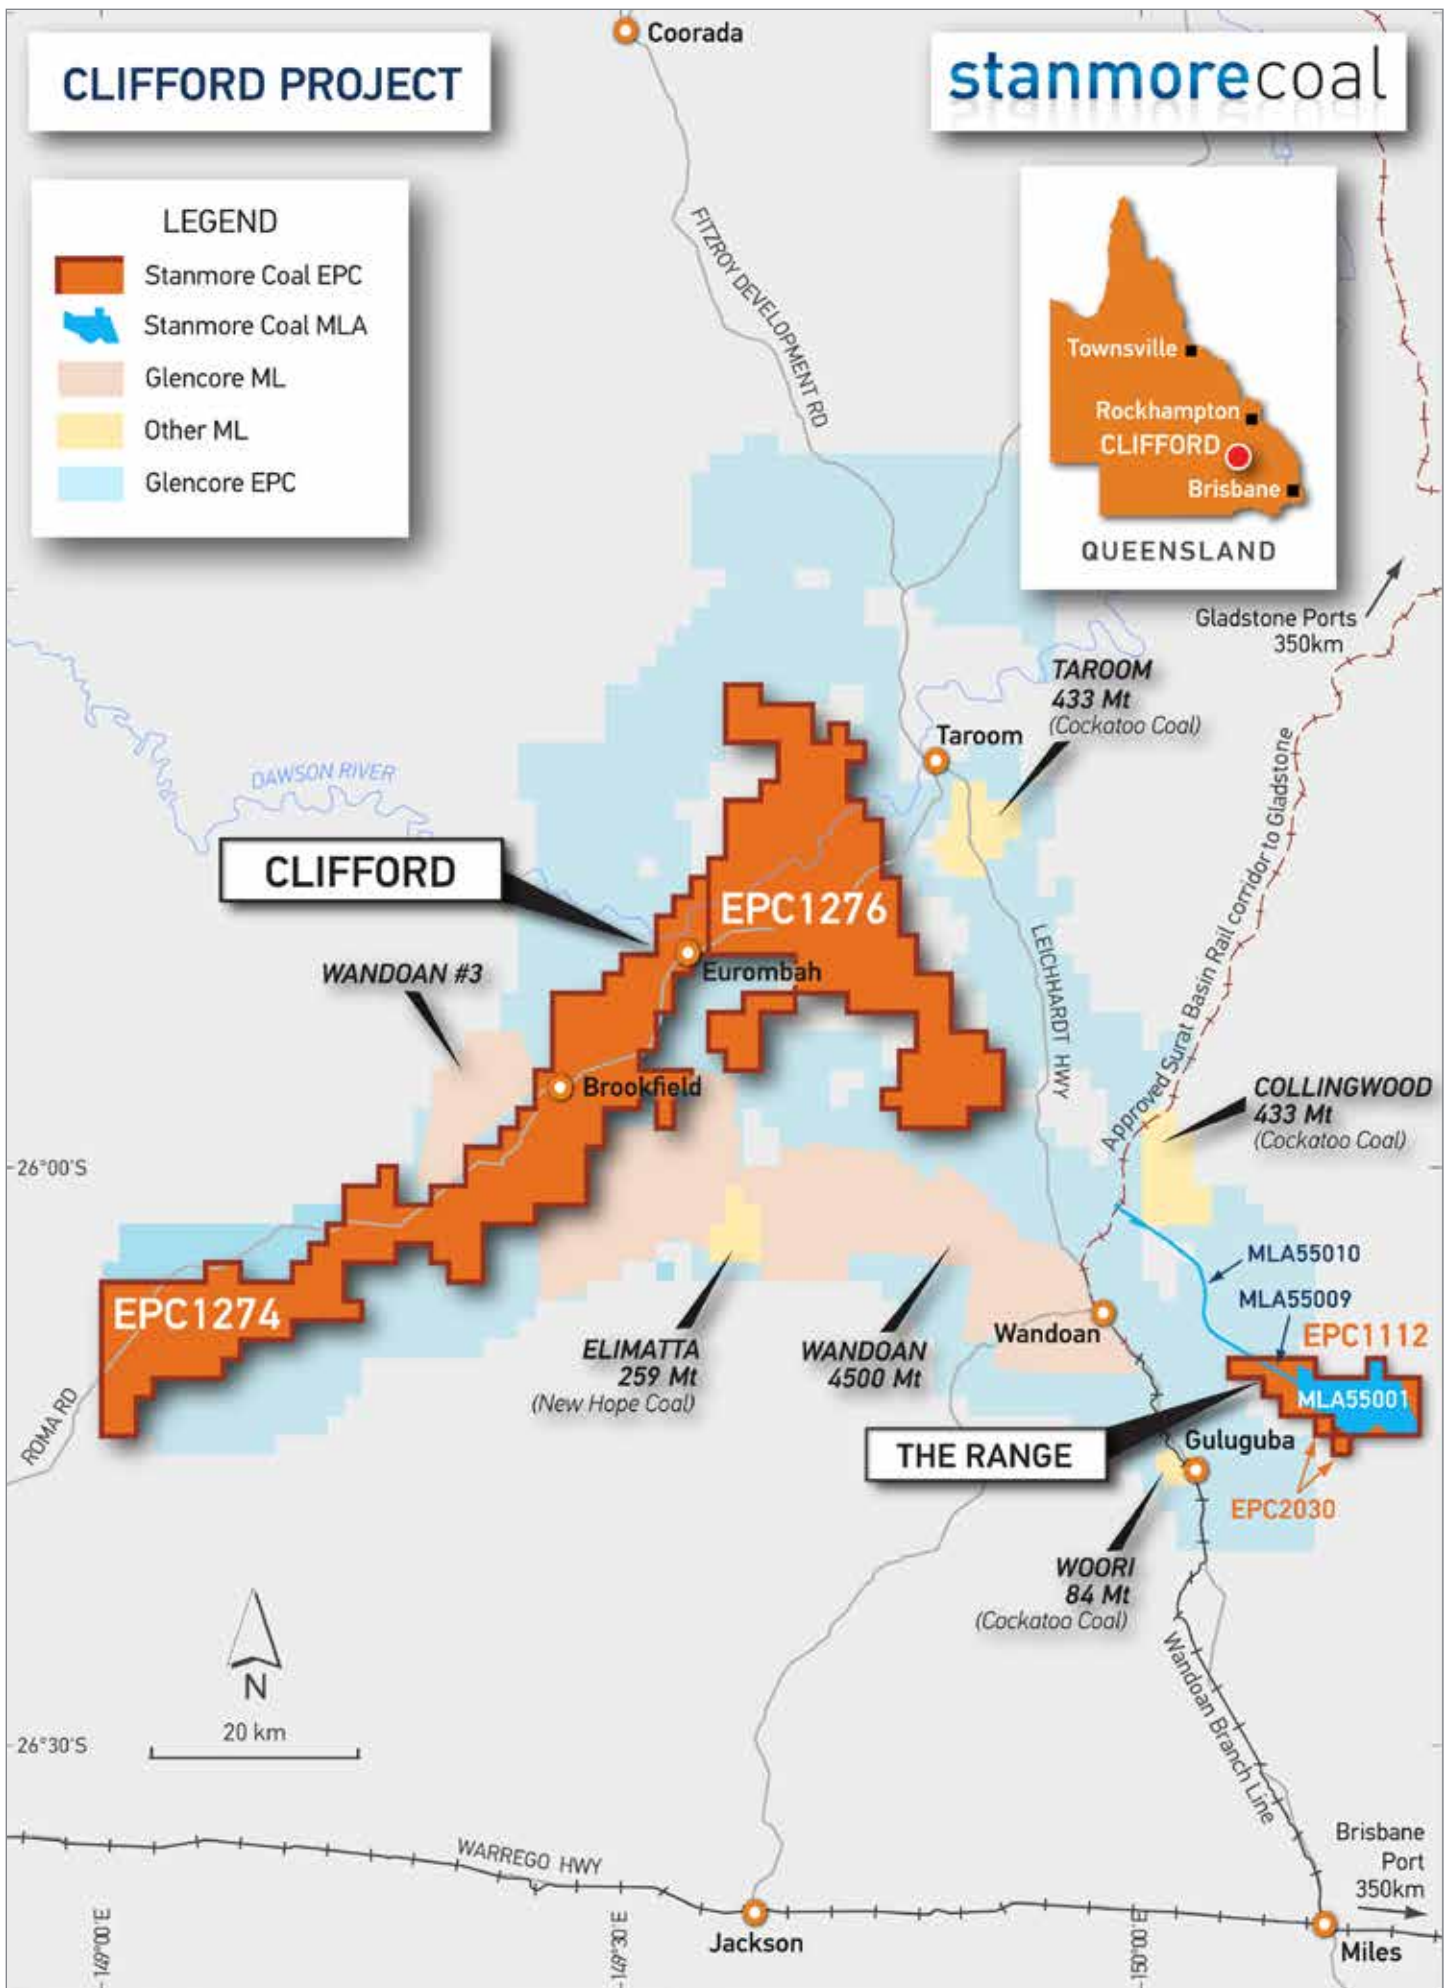 Coorada
CLIFFORD PROJECT
stanmorecoal
LEGEND
Stanmore Coal EPC
Stanmore Coal MLA
Glencore ML
Other ML
Glencore EPC
Townsville
Rockhampton
CLIFFORD
Brisbane
QUEENSLAND
FITZROY DEVELOPMENT RD
Gladstone Ports
350km
TAROOM
433 Mt
(Cockatoo Coal)
Taroom
DAWSON RIVER
CLIFFORD
EPC1276
Eurombah
WANDOAN #3
LEICHHARDT HWY
Approved Surat Basin Rail corridor to Gladstone
Brookfield
COLLINGWOOD
433 Mt
(Cockatoo Coal)
26°00'S
MLA55010
MLA55009
EPC1112
EPC1274
ELIMATTA
259 Mt
(New Hope Coal)
WANDOAN
4500 Mt
Wandoan
MLA55001
ROMA RD
THE RANGE
Guluguba
EPC2030
WOORI
84 Mt
(Cockatoo Coal)
N
20 km
26°30'S
Wandoan Branch Line
WARREGO HWY
Brisbane
Port
350km
Jackson
Miles
149°00'E
149°30'E
150°00'E